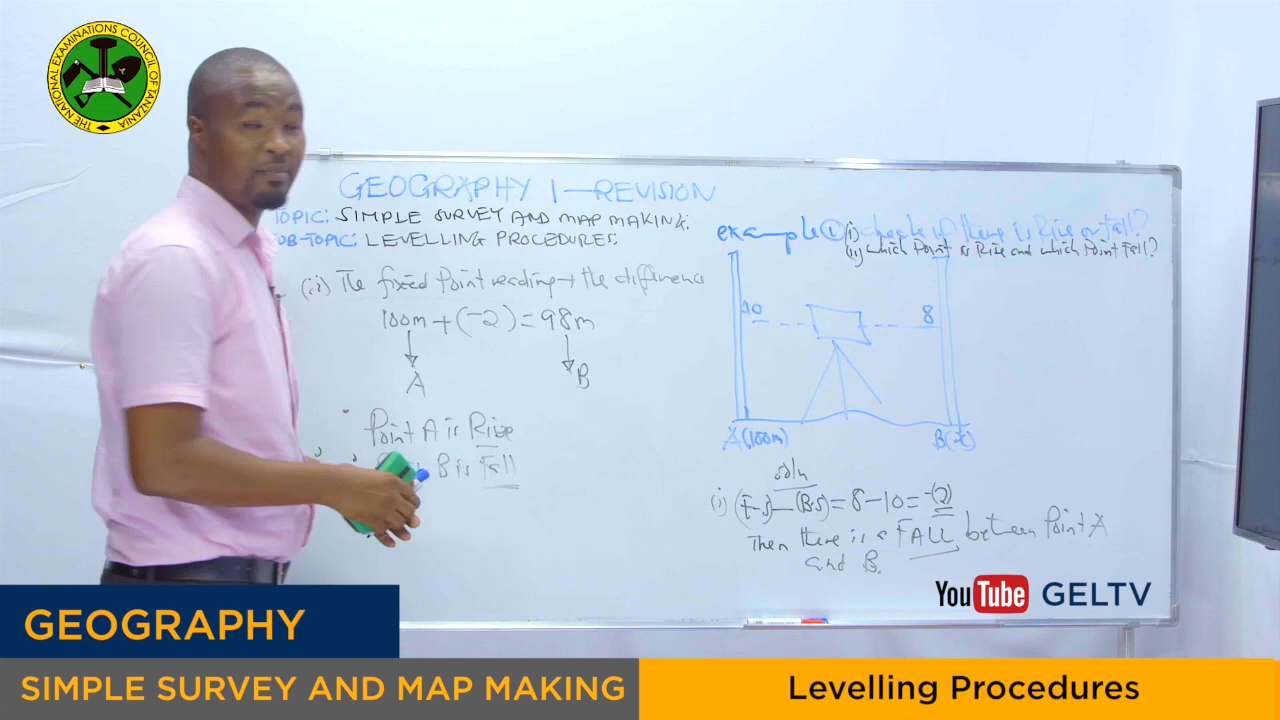 THE NATIONAL EXAMINATIONS COUNCIL OF TANZANIA
GEOGRAPHY 1-REVISION
TOPIC: SIMPLE SURVEY AND MAP MAKING:
UB-TOPIC: LEVELLING PROCEDURES:
(ii) The fixed Point reading + the difference
100m + (-2) = 98m
A B
Point A is Rise
B is Fall
example ① (i) check if there is Rise or Fall?
(ii) which Point is Rise and which Point Fall?
10 8
A (100m) B(x)
soln
(i) (F-S) - (B.S) = 8 - 10 = -(2)
Then there is a FALL between Point A
and B.
YouTube GELTV
GEOGRAPHY
SIMPLE SURVEY AND MAP MAKING
Levelling Procedures